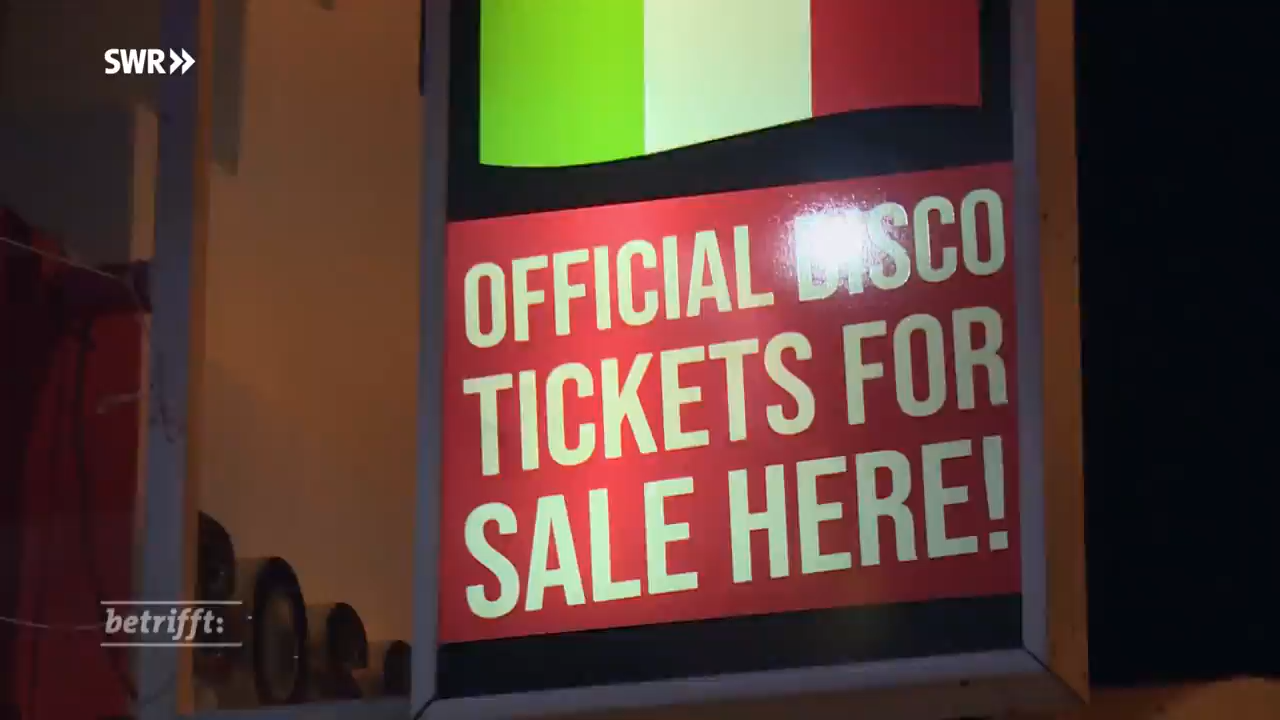 SWR»
OFFICIAL DISCO
TICKETS FOR
SALE HERE!
betrifft: